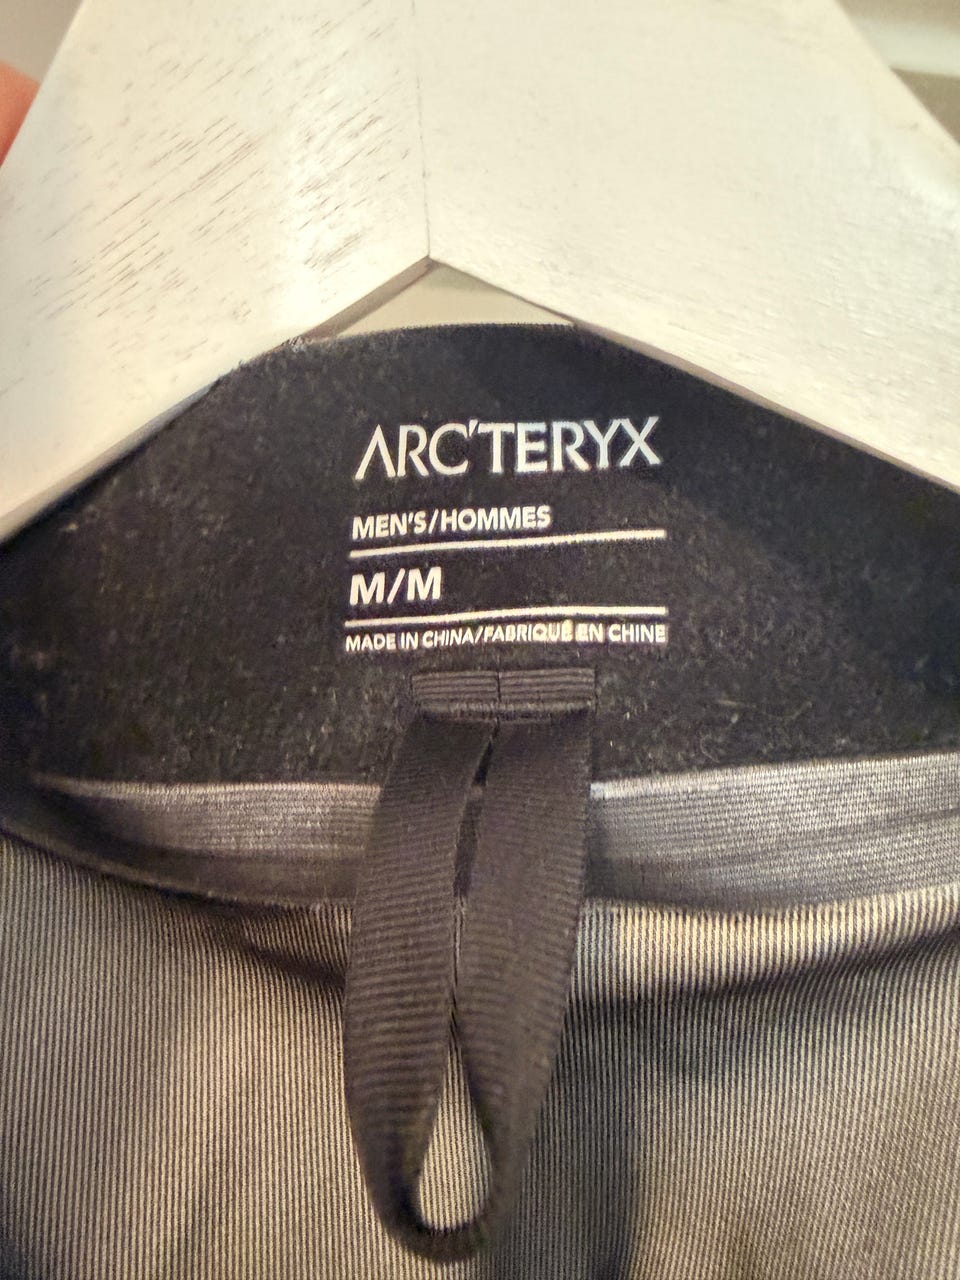 ARC'TERYX
MEN'S/HOMMES
M/M
MADE IN CHINA/FABRIQUÉ EN CHINE